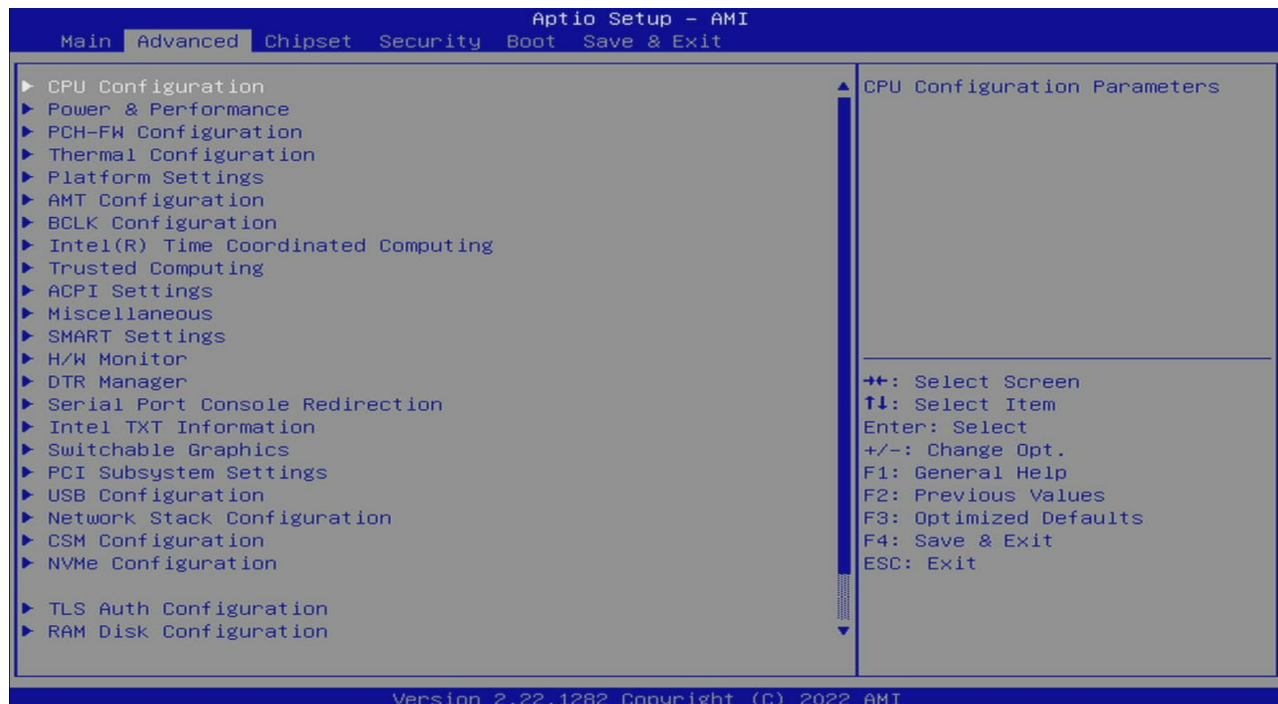 Aptio Setup – AMI
Main Advanced Chipset Security Boot Save & Exit
CPU Configuration
Power & Performance
PCH-FW Configuration
Thermal Configuration
Platform Settings
AMT Configuration
BCLK Configuration
Intel(R) Time Coordinated Computing
Trusted Computing
ACPI Settings
Miscellaneous
SMART Settings
H/W Monitor
DTR Manager
Serial Port Console Redirection
Intel TXT Information
Switchable Graphics
PCI Subsystem Settings
USB Configuration
Network Stack Configuration
CSM Configuration
NVMe Configuration
TLS Auth Configuration
RAM Disk Configuration
CPU Configuration Parameters
→←: Select Screen
↑↓: Select Item
Enter: Select
+/-: Change Opt.
F1: General Help
F2: Previous Values
F3: Optimized Defaults
F4: Save & Exit
ESC: Exit
Version 2.22.1282 Copyright (C) 2022 AMI